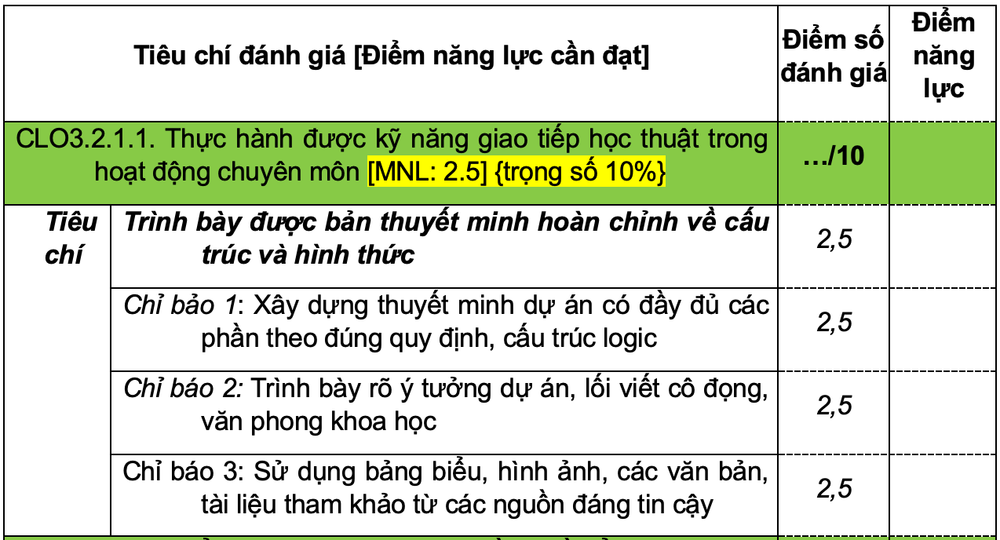 Tiêu chí đánh giá [Điểm năng lực cần đạt]
Điểm số
đánh giá
Điểm
năng
lực
CLO3.2.1.1. Thực hành được kỹ năng giao tiếp học thuật trong
hoạt động chuyên môn [MNL: 2.5] {trọng số 10%}
…/10
Tiêu
chí
Trình bày được bản thuyết minh hoàn chỉnh về cấu
trúc và hình thức
2,5
Chỉ bảo 1: Xây dựng thuyết minh dự án có đầy đủ các
phần theo đúng quy định, cấu trúc logic
2,5
Chỉ báo 2: Trình bày rõ ý tưởng dự án, lối viết cô đọng,
văn phong khoa học
2,5
Chỉ báo 3: Sử dụng bảng biểu, hình ảnh, các văn bản,
tài liệu tham khảo từ các nguồn đáng tin cậy
2,5